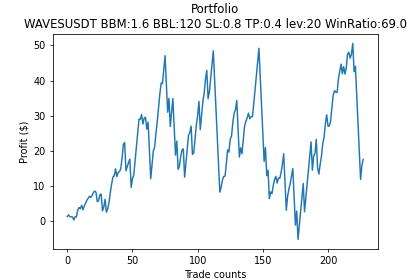 Portfolio
WAVESUSDT BBM:1.6 BBL:120 SL:0.8 TP:0.4 lev:20 WinRatio:69.0
50
40
30
20
10
0
Profit ($)
0 50 100 150 200
Trade counts